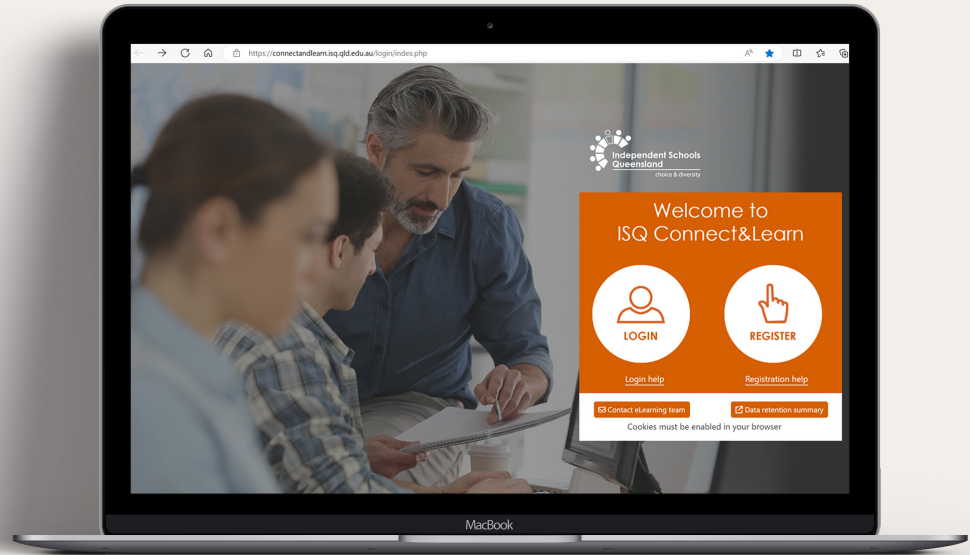 https://connectandlearn.isq.qld.edu.au/login/index.php
Independent Schools
Queensland
choice & diversity
Welcome to
ISQ Connect&Learn
LOGIN
REGISTER
Login help
Registration help
Contact eLearning team
Data retention summary
Cookies must be enabled in your browser
MacBook